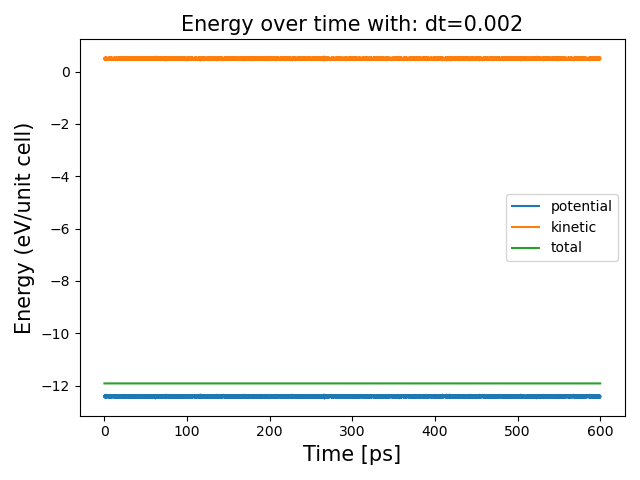 Energy over time with: dt=0.002
Energy (eV/unit cell)
0
−2
−4
−6
−8
−10
−12
potential
kinetic
total
0 100 200 300 400 500 600
Time [ps]